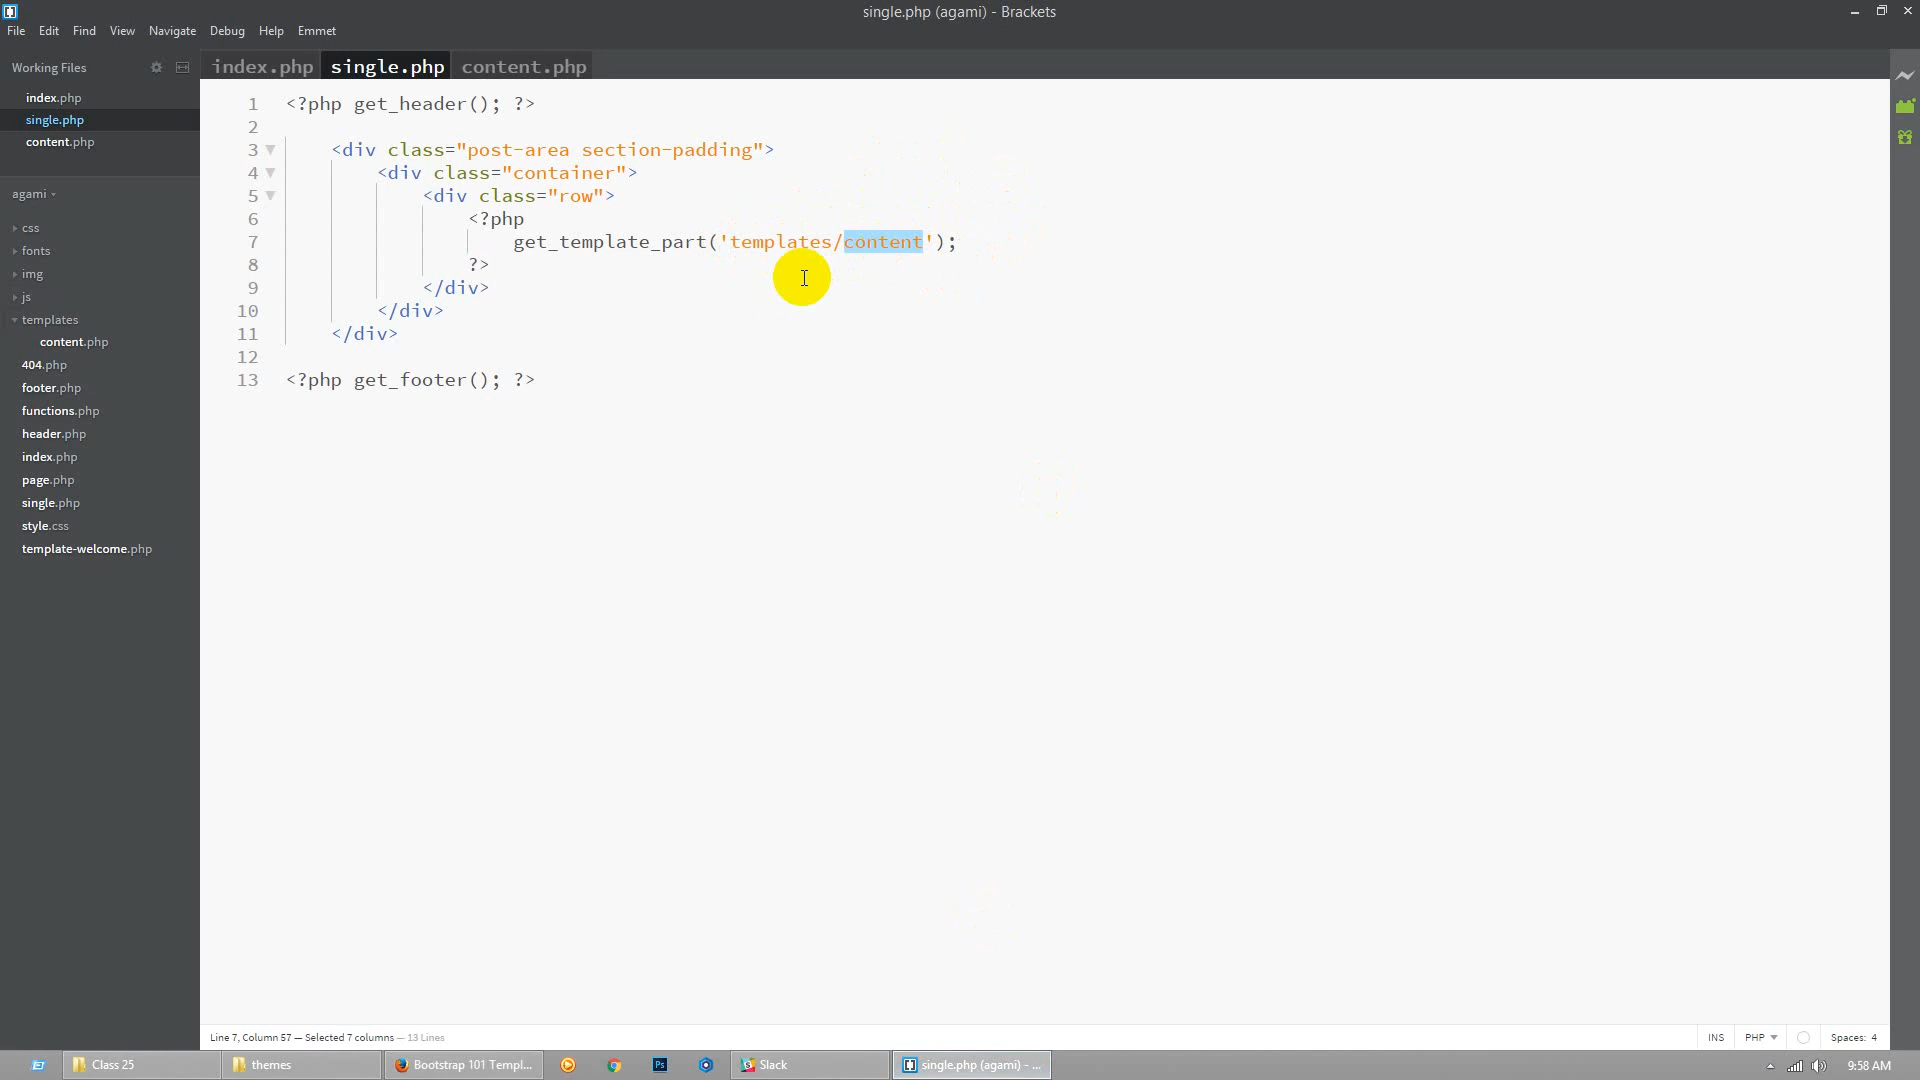 single.php (agami) - Brackets
File Edit Find View Navigate Debug Help Emmet
Working Files
index.php
single.php
content.php
agami
css
fonts
img
js
templates
content.php
404.php
footer.php
functions.php
header.php
index.php
page.php
single.php
style.css
template-welcome.php
index.php single.php content.php
1 <?php get_header(); ?>
2
3 <div class="post-area section-padding">
4 <div class="container">
5 <div class="row">
6 <?php
7 get_template_part('templates/content');
8 ?>
9 </div>
10 </div>
11 </div>
12
13 <?php get_footer(); ?>
Line 7, Column 57 — Selected 7 columns — 13 Lines
INS PHP Spaces: 4
Class 25 themes Bootstrap 101 Templ... Ps Slack single.php (agami) - ... 9:58 AM